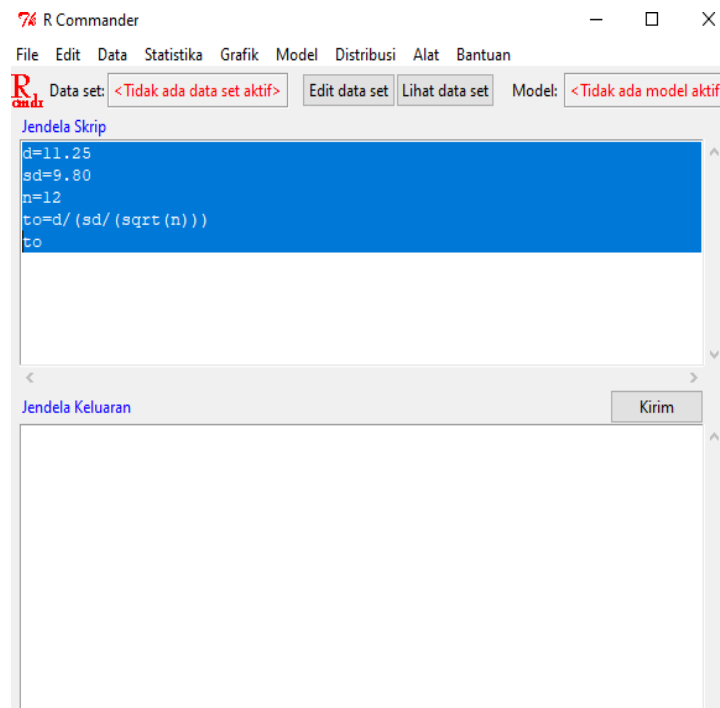 R Commander
File Edit Data Statistika Grafik Model Distribusi Alat Bantuan
R cmdr Data set: <Tidak ada data set aktif> Edit data set Lihat data set Model: <Tidak ada model aktif
Jendela Skrip
d=11.25
sd=9.80
n=12
to=d/(sd/(sqrt(n)))
to
Jendela Keluaran Kirim